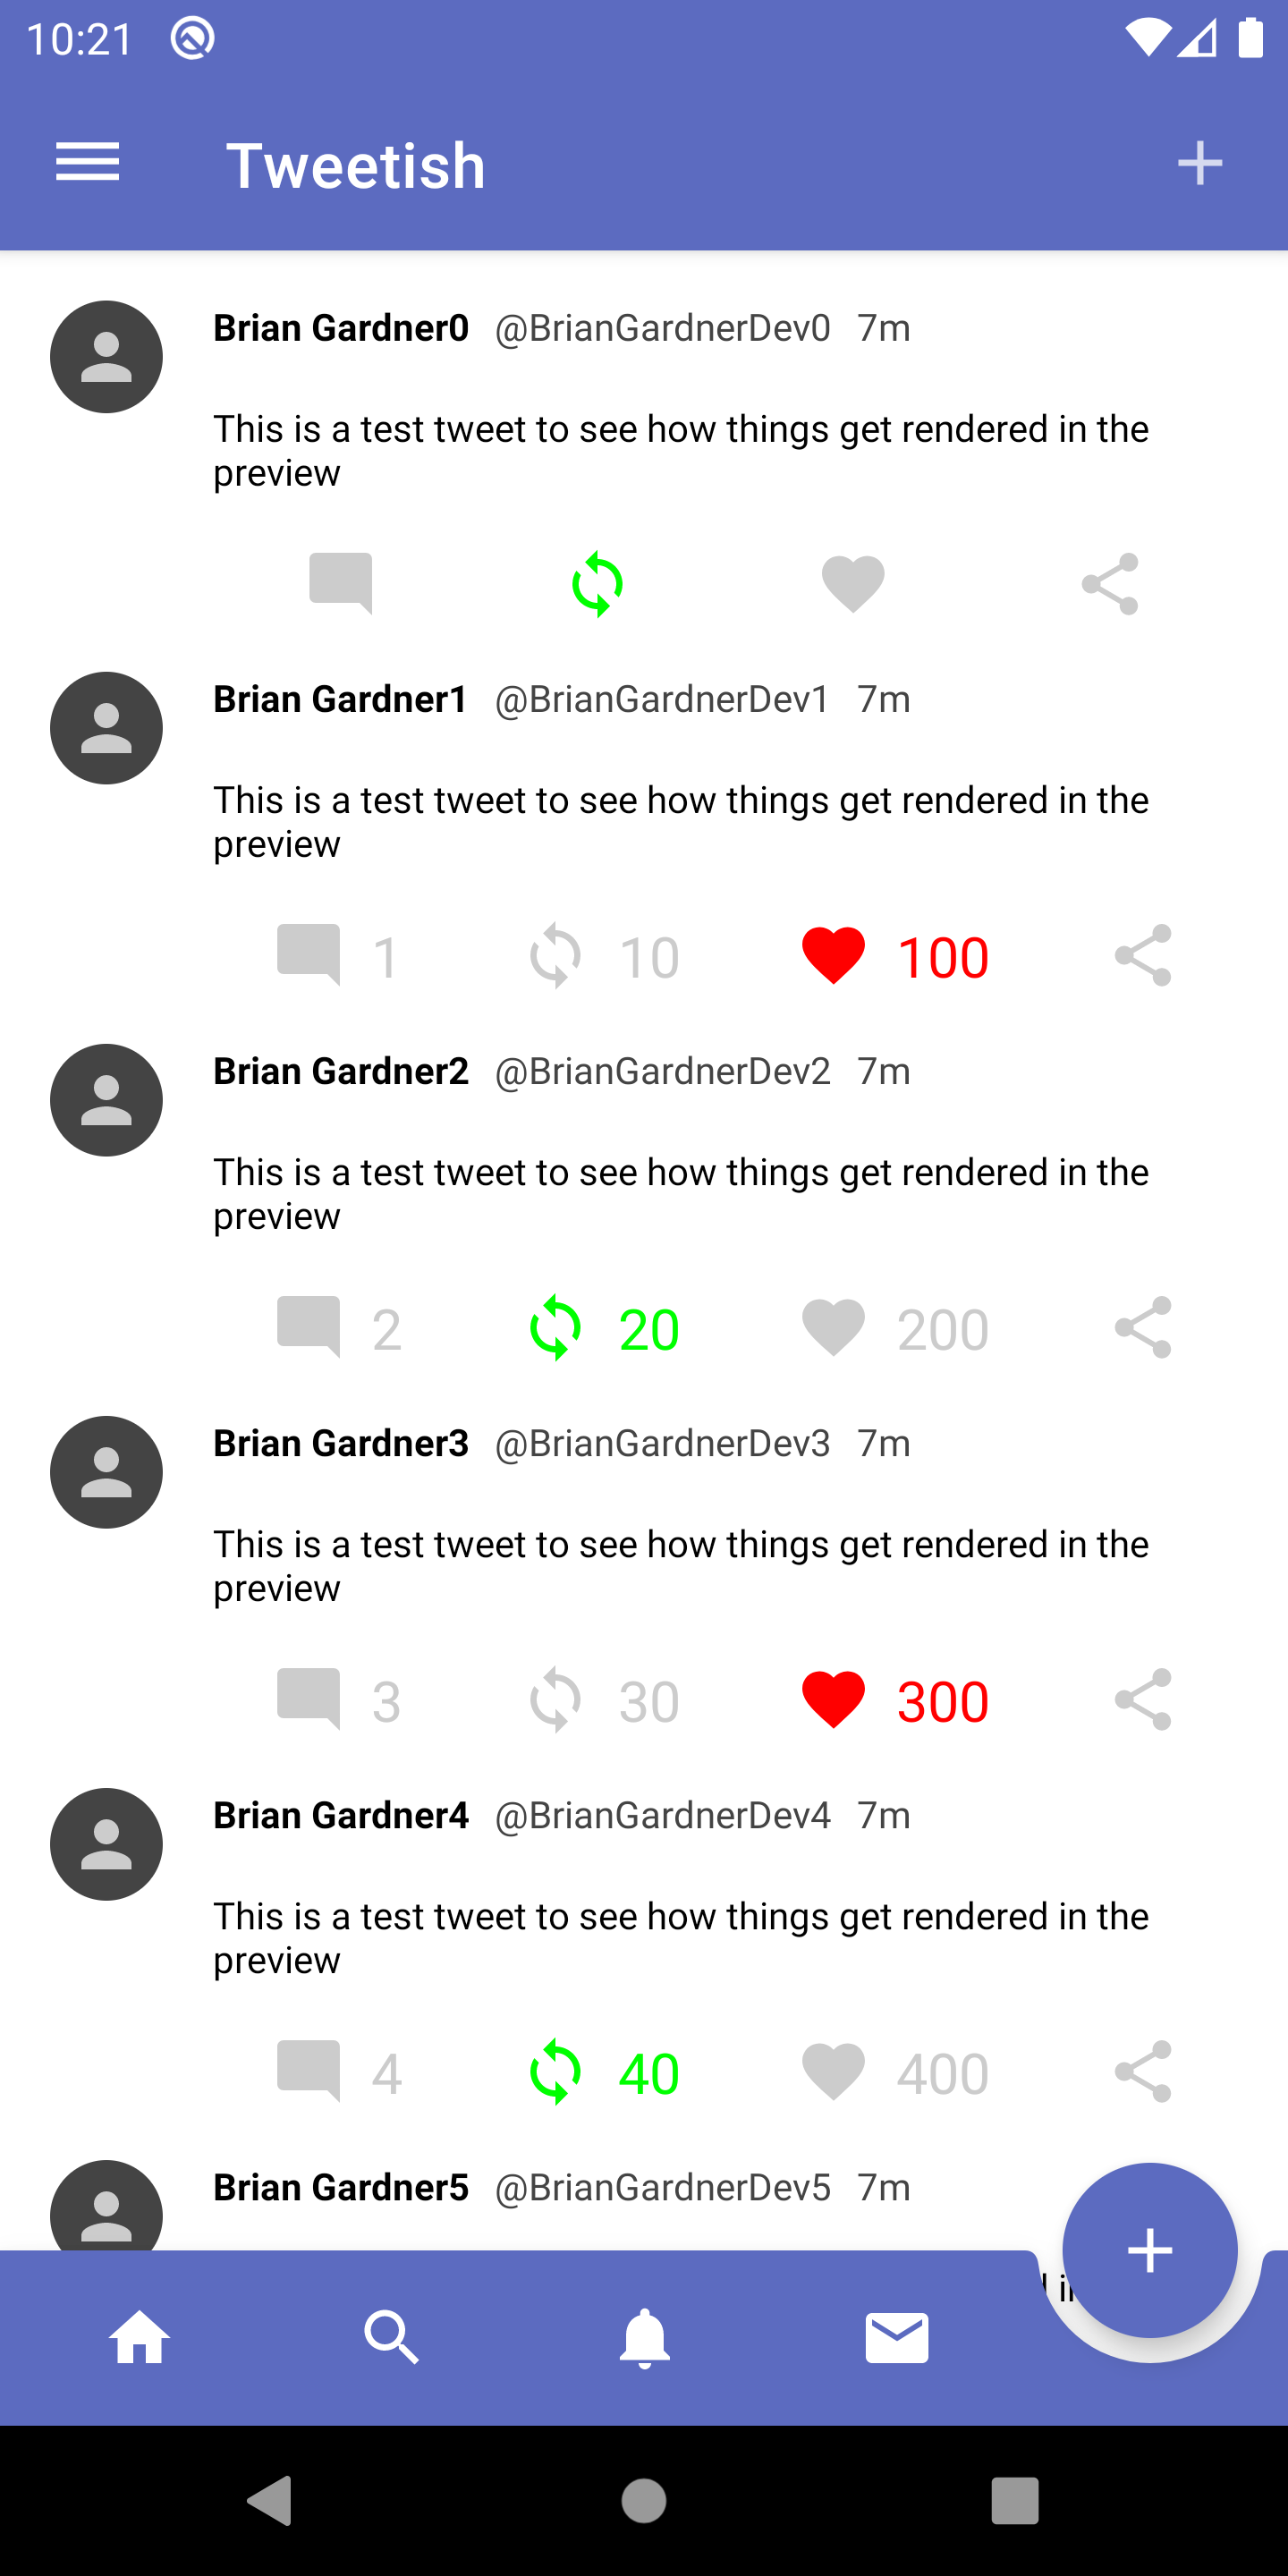 10:21
Tweetish
Brian Gardner0 @BrianGardnerDev0 7m
This is a test tweet to see how things get rendered in the
preview
Brian Gardner1 @BrianGardnerDev1 7m
This is a test tweet to see how things get rendered in the
preview
1 10 100
Brian Gardner2 @BrianGardnerDev2 7m
This is a test tweet to see how things get rendered in the
preview
2 20 200
Brian Gardner3 @BrianGardnerDev3 7m
This is a test tweet to see how things get rendered in the
preview
3 30 300
Brian Gardner4 @BrianGardnerDev4 7m
This is a test tweet to see how things get rendered in the
preview
4 40 400
Brian Gardner5 @BrianGardnerDev5 7m